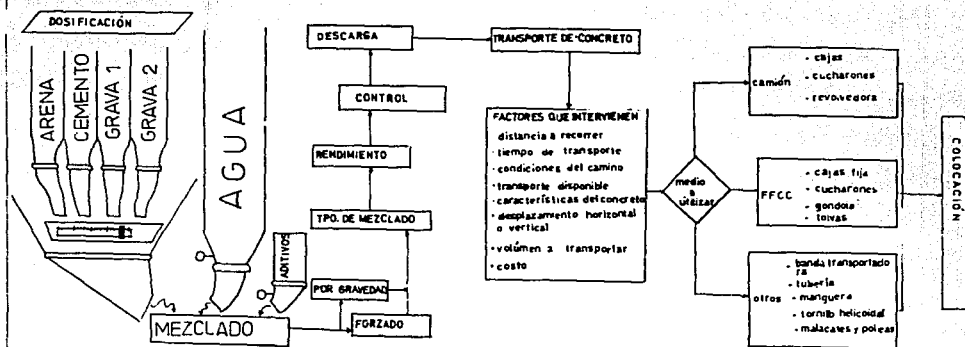 DOSIFICACIÓN
ARENA
CEMENTO
GRAVA 1
GRAVA 2
AGUA
ADITIVOS
MEZCLADO
POR GRAVEDAD
FORZADO
TPO. DE MEZCLADO
RENDIMIENTO
CONTROL
DESCARGA
TRANSPORTE DE CONCRETO
FACTORES QUE INTERVIENEN
distancia a recorrer
· tiempo de transporte
· condiciones del camino
· transporte disponible
· características del concreto
· desplazamiento horizontal
o vertical
· volúmen a transportar
· costo
medio
a
utilizar
camión
- cajas
- cucharones
- revolvedora
FFCC
- cajas fija
- cucharones
- gondola
- tolvas
otros
- banda transportado
ra
- tubería
- manguera
- tornillo helicoidal
- malacates y poleas
COLOCACIÓN